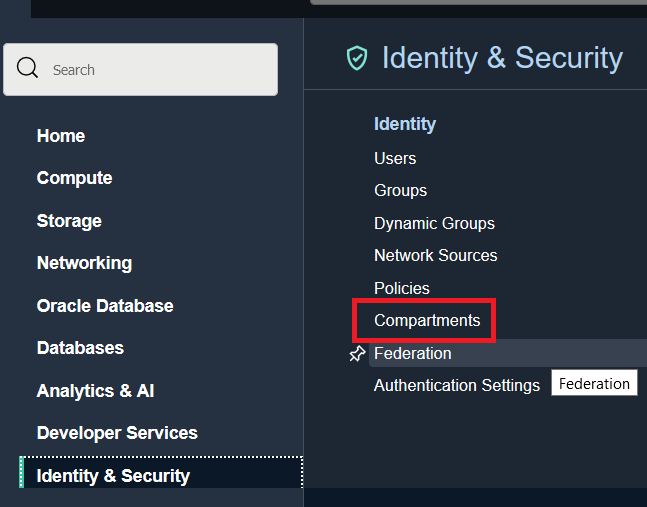 Search
Home
Compute
Storage
Networking
Oracle Database
Databases
Analytics & AI
Developer Services
Identity & Security
Identity & Security
Identity
Users
Groups
Dynamic Groups
Network Sources
Policies
Compartments
Federation
Authentication Settings
Federation